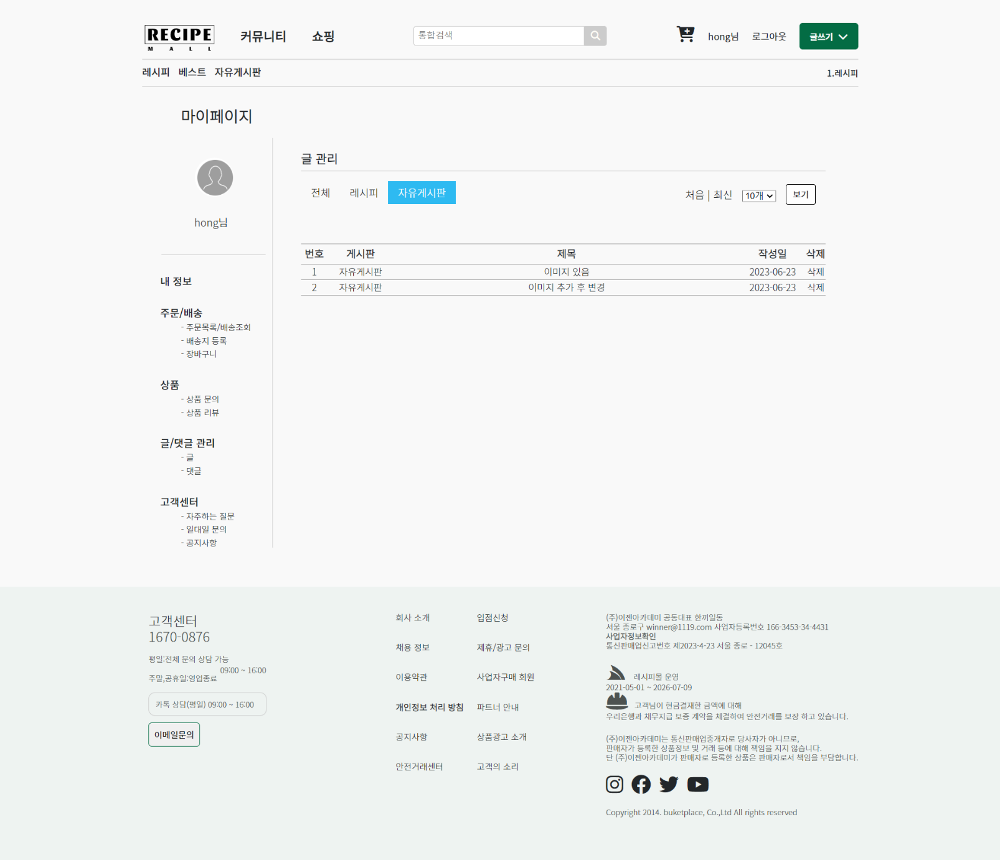 RECIPE
MALL
커뮤니티 쇼핑 통합검색 hong님 로그아웃 글쓰기
레시피 베스트 자유게시판 1.레시피
마이페이지
hong님
내 정보
주문/배송
- 주문목록/배송조회
- 배송지 등록
- 장바구니
상품
- 상품 문의
- 상품 리뷰
글/댓글 관리
- 글
- 댓글
고객센터
- 자주하는 질문
- 일대일 문의
- 공지사항
글 관리
전체 레시피 자유게시판 처음 | 최신 10개 보기
번호 게시판 제목 작성일 삭제
1 자유게시판 이미지 있음 2023-06-23 삭제
2 자유게시판 이미지 추가 후 변경 2023-06-23 삭제
고객센터
1670-0876
평일:전체 문의 상담 가능
주말,공휴일:영업종료
09:00 ~ 16:00
카톡 상담(평일) 09:00 ~ 16:00
이메일문의
회사 소개
채용 정보
이용약관
개인정보 처리 방침
공지사항
안전거래센터
입점신청
제휴/광고 문의
사업자구매 회원
파트너 안내
상품광고 소개
고객의 소리
(주)이젠아카데미 공동대표 한끼일동
서울 종로구 winner@1119.com 사업자등록번호 166-3453-34-4431
사업자정보확인
통신판매업신고번호 제2023-4-23 서울 종로 - 12045호
레시피몰 운영
2021-05-01 ~ 2026-07-09
고객님이 현금결재한 금액에 대해
우리은행과 채무지급 보증 계약을 체결하여 안전거래를 보장 하고 있습니다.
(주)이젠아카데미는 통신판매업중개자로 당사자가 아니므로,
판매자가 등록한 상품정보 및 거래 등에 대해 책임을 지지 않습니다.
단 (주)이젠아카데미가 판매자로 등록한 상품은 판매자로서 책임을 부담합니다.
Copyright 2014. buketplace, Co.,Ltd All rights reserved